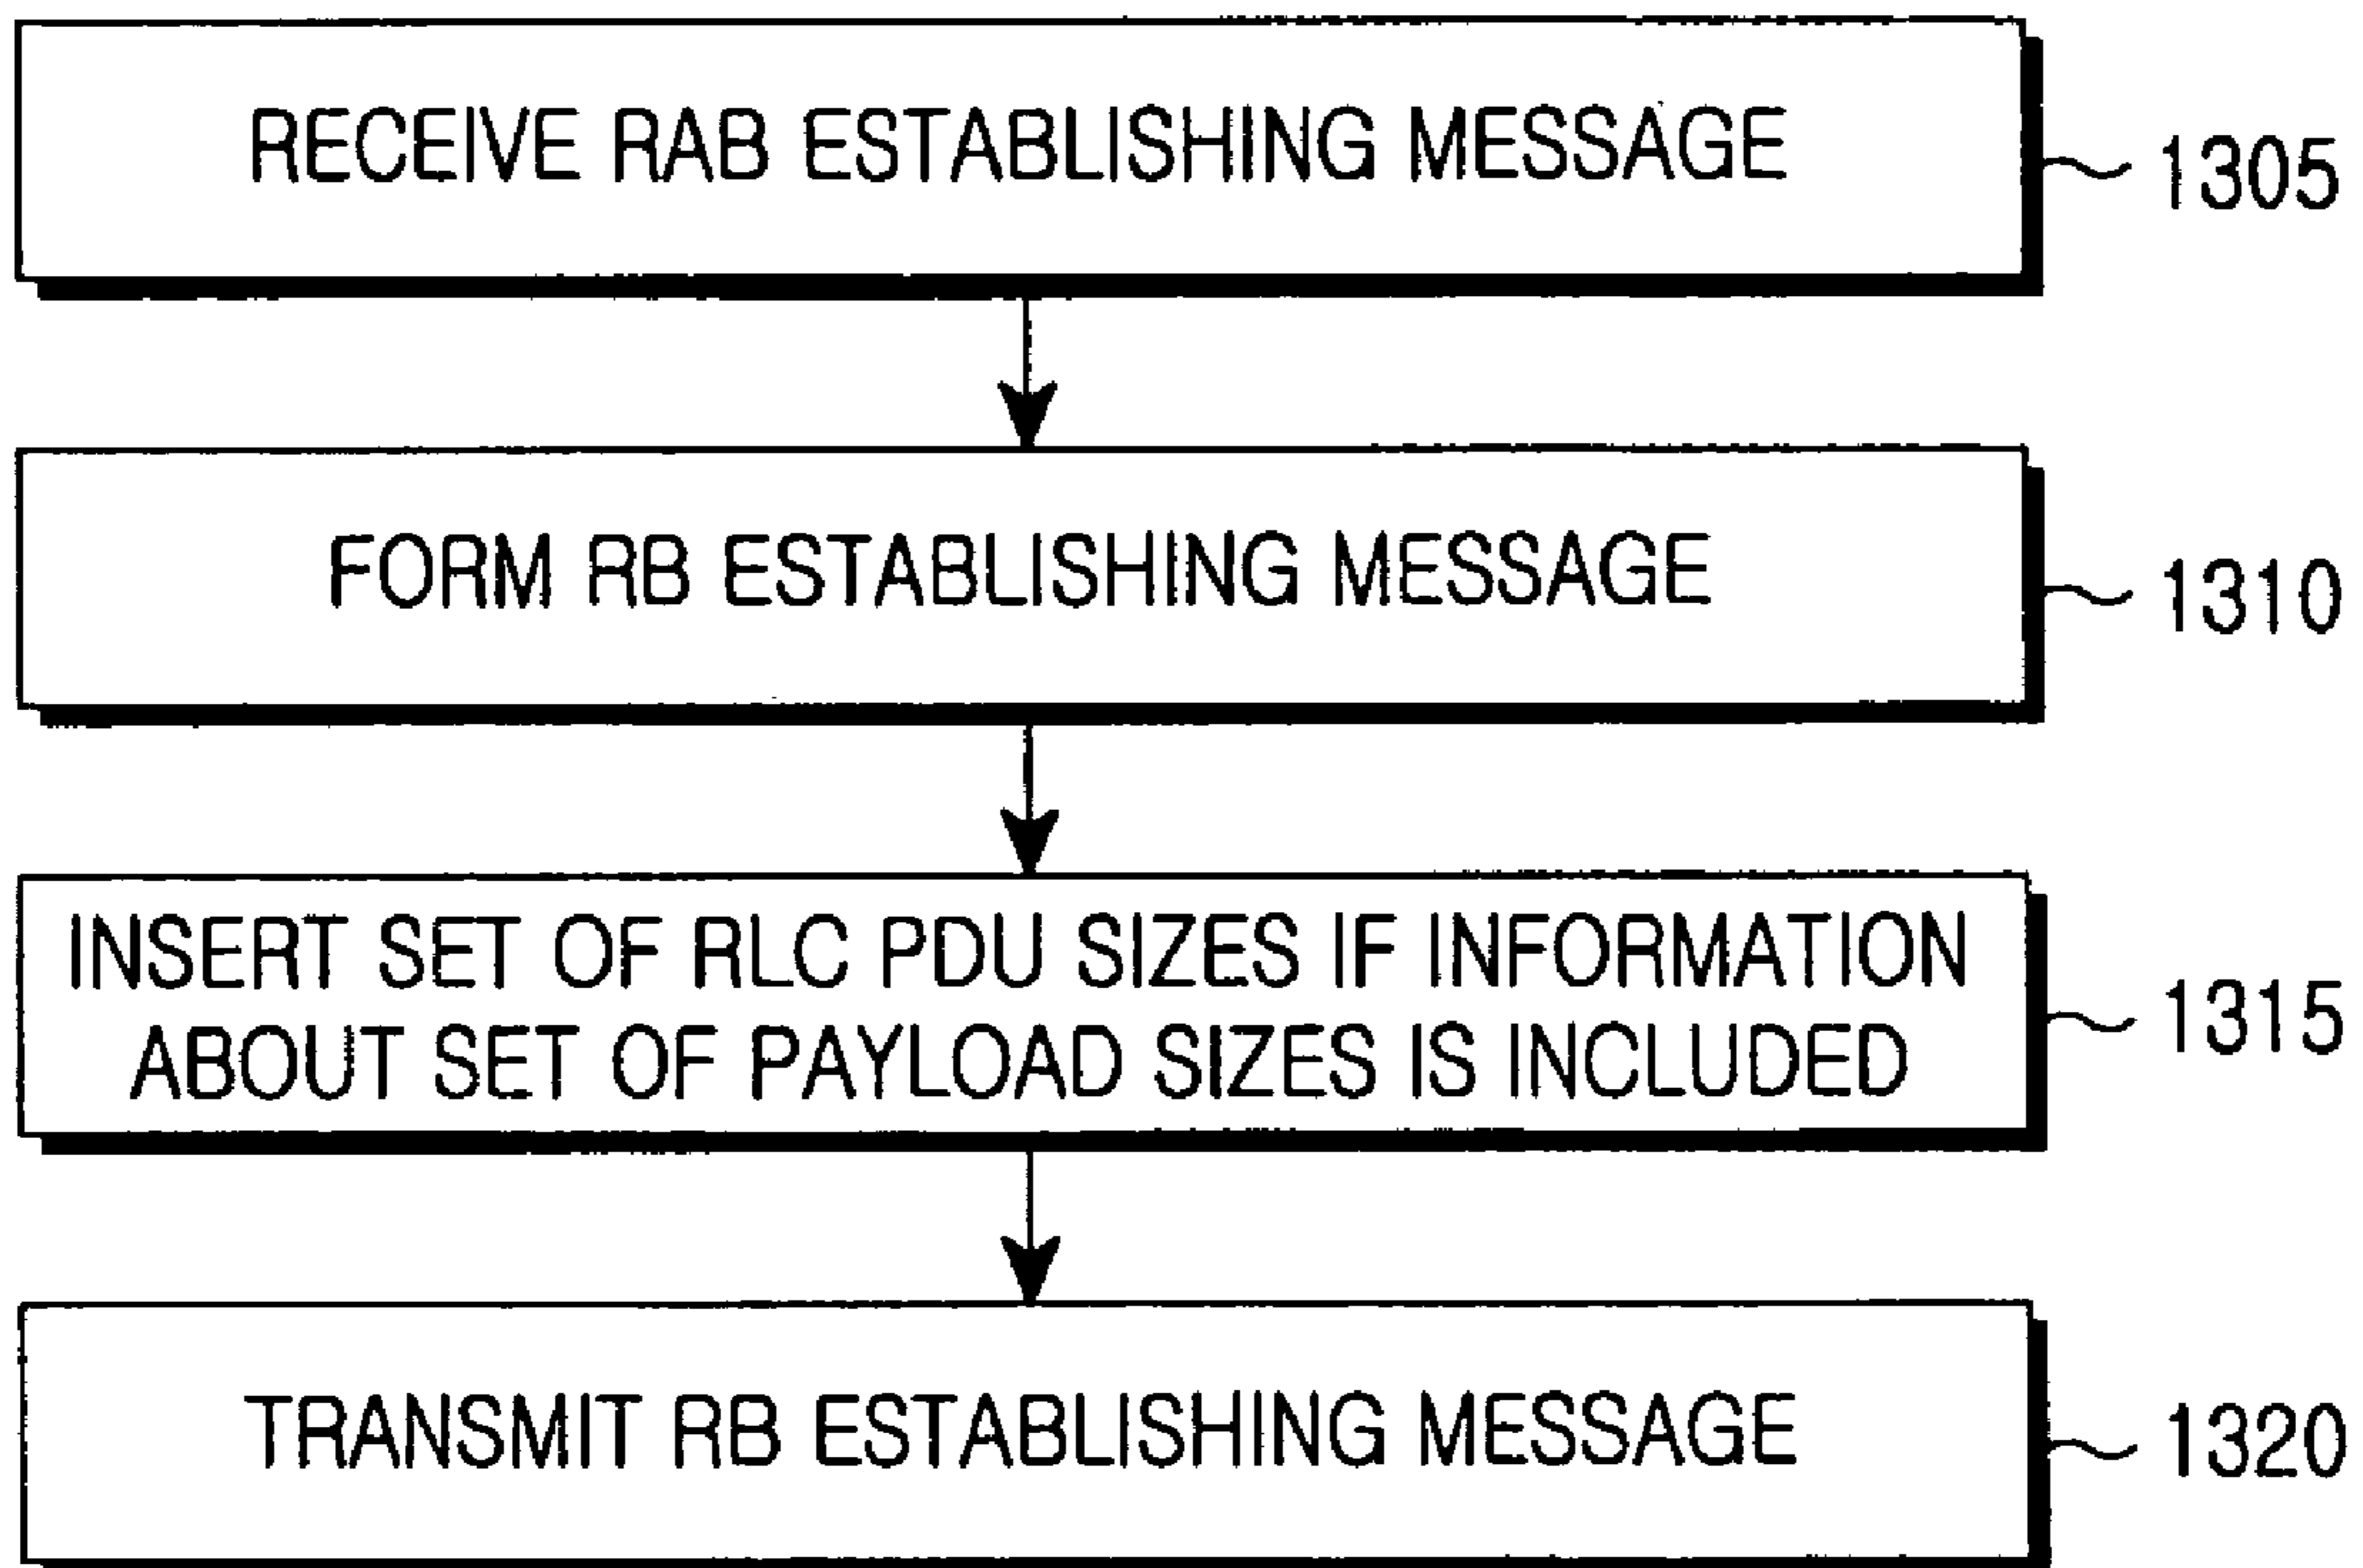 RECEIVE RAB ESTABLISHING MESSAGE
1305
FORM RB ESTABLISHING MESSAGE
1310
INSERT SET OF RLC PDU SIZES IF INFORMATION
ABOUT SET OF PAYLOAD SIZES IS INCLUDED
1315
TRANSMIT RB ESTABLISHING MESSAGE
1320